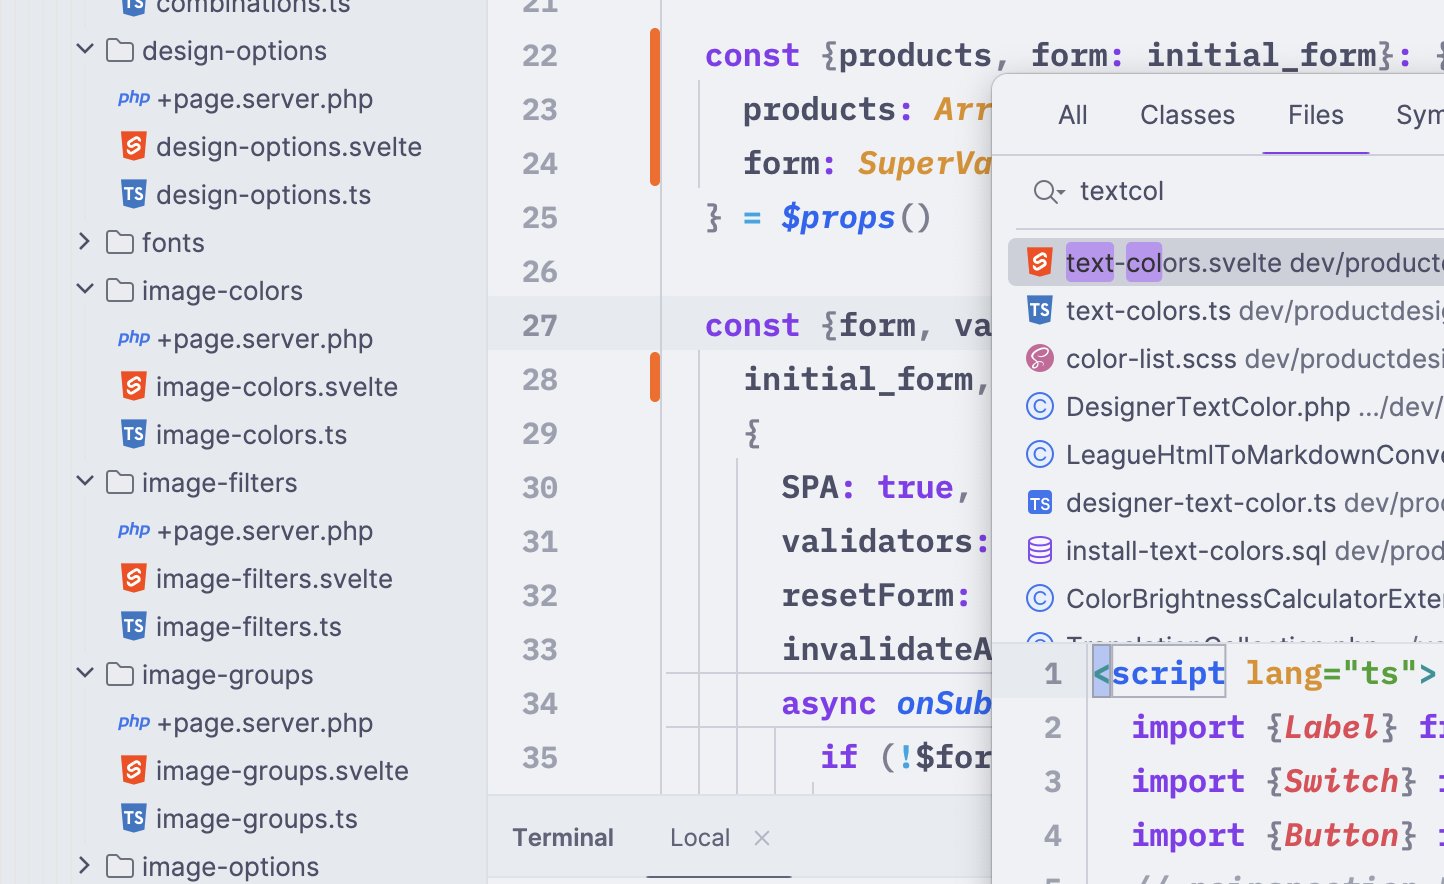 combinations.ts
design-options
php +page.server.php
design-options.svelte
TS design-options.ts
fonts
image-colors
php +page.server.php
image-colors.svelte
TS image-colors.ts
image-filters
php +page.server.php
image-filters.svelte
TS image-filters.ts
image-groups
php +page.server.php
image-groups.svelte
TS image-groups.ts
image-options
21
22 const {products, form: initial_form}: {
23 products: Arr
24 form: SuperVa
25 } = $props()
26
27 const {form, va
28 initial_form,
29 {
30 SPA: true,
31 validators:
32 resetForm:
33 invalidateA
34 async onSub
35 if (!$for
Terminal Local
All Classes Files Sym
textcol
text-colors.svelte dev/product
TS text-colors.ts dev/productdesig
color-list.scss dev/productdesi
C DesignerTextColor.php .../dev/
C LeagueHtmlToMarkdownConve
TS designer-text-color.ts dev/prod
install-text-colors.sql dev/prod
C ColorBrightnessCalculatorExter
1 <script lang="ts">
2 import {Label} fr
3 import {Switch}
4 import {Button}